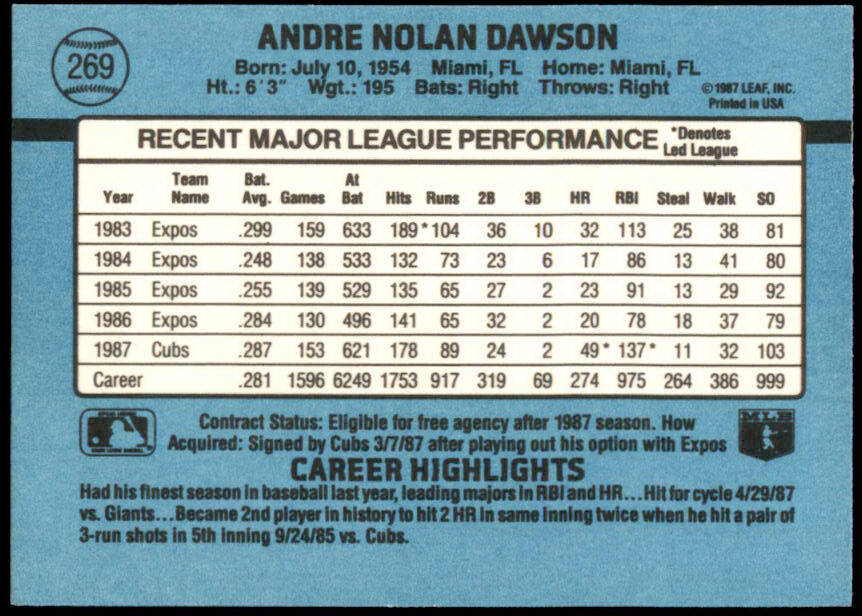 269
ANDRE NOLAN DAWSON
Born: July 10, 1954 Miami, FL Home: Miami, FL
Ht.: 6'3" Wgt.: 195 Bats: Right Throws: Right
©1987 LEAF, INC.
Printed in USA
RECENT MAJOR LEAGUE PERFORMANCE *Denotes Led League
Year Team Name Bat. Avg. Games At Bat Hits Runs 2B 3B HR RBI Steal Walk SO
1983 Expos .299 159 633 189 *104 36 10 32 113 25 38 81
1984 Expos .248 138 533 132 73 23 6 17 86 13 41 80
1985 Expos .255 139 529 135 65 27 2 23 91 13 29 92
1986 Expos .284 130 496 141 65 32 2 20 78 18 37 79
1987 Cubs .287 153 621 178 89 24 2 49* 137* 11 32 103
Career .281 1596 6249 1753 917 319 69 274 975 264 386 999
Contract Status: Eligible for free agency after 1987 season. How
Acquired: Signed by Cubs 3/7/87 after playing out his option with Expos
MLB
CAREER HIGHLIGHTS
Had his finest season in baseball last year, leading majors in RBI and HR...Hit for cycle 4/29/87
vs. Giants...Became 2nd player in history to hit 2 HR in same inning twice when he hit a pair of
3-run shots in 5th inning 9/24/85 vs. Cubs.